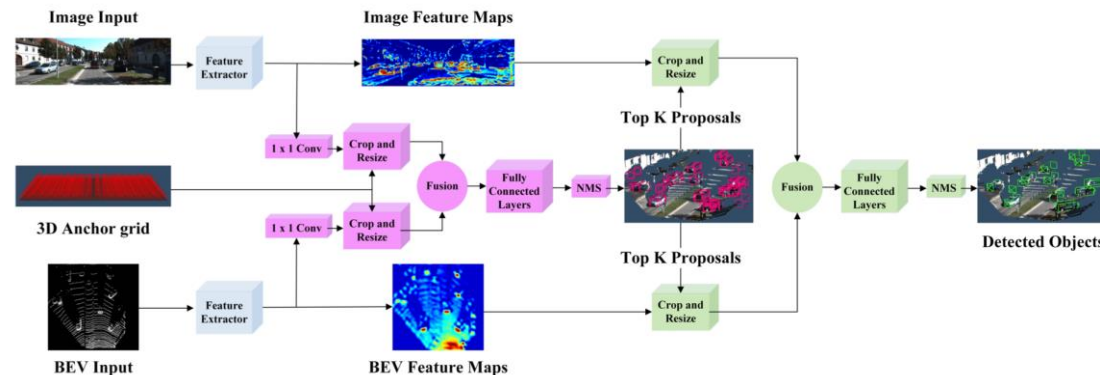 Image Input
Image Feature Maps
Feature
Extractor
Crop and
Resize
Top K Proposals
1 x 1 Conv
Crop and
Resize
Fusion
Fully
Connected
Layers
NMS
Fusion
Fully
Connected
Layers
NMS
3D Anchor grid
1 x 1 Conv
Crop and
Resize
Detected Objects
Top K Proposals
Feature
Extractor
Crop and
Resize
BEV Input
BEV Feature Maps